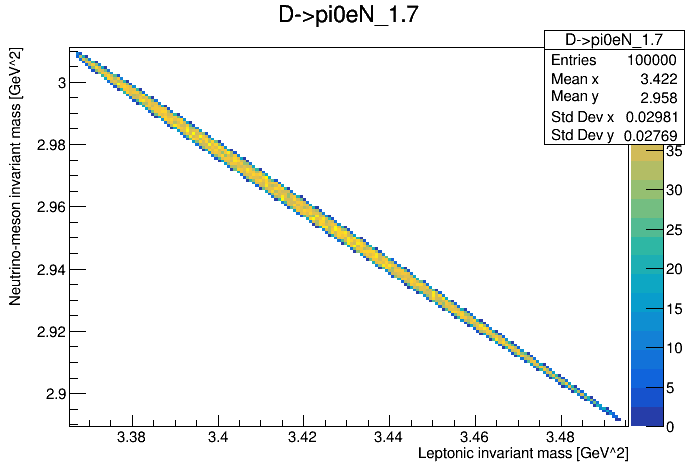 D->pi0eN_1.7
D->pi0eN_1.7
Entries 100000
Mean x 3.422
Mean y 2.958
Std Dev x 0.02981
Std Dev y 0.02769
Neutrino-meson invariant mass [GeV^2]
3
2.98
2.96
2.94
2.92
2.9
35
30
25
20
15
10
5
0
3.38 3.4 3.42 3.44 3.46 3.48
Leptonic invariant mass [GeV^2]